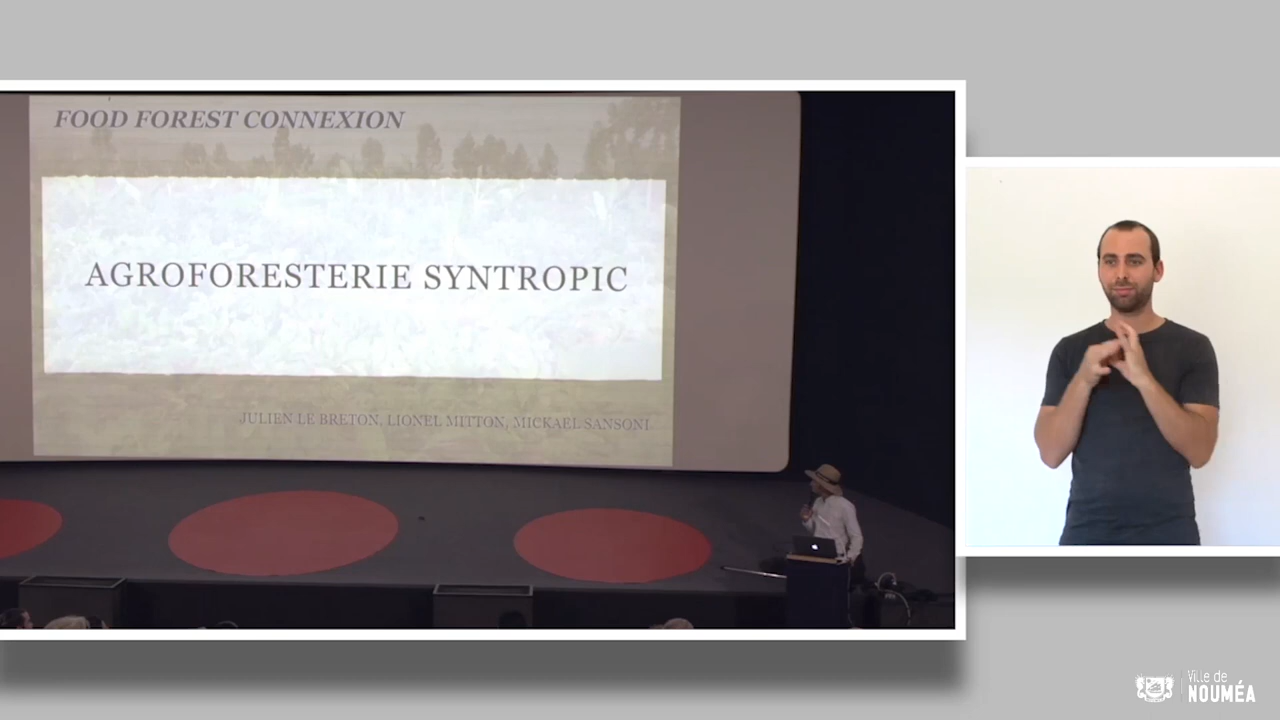 FOOD FOREST CONNEXION
AGROFORESTERIE SYNTROPIC
JULIEN LE BRETON, LIONEL MITTON, MICKAEL SANSONI
Ville de
NOUMÉA